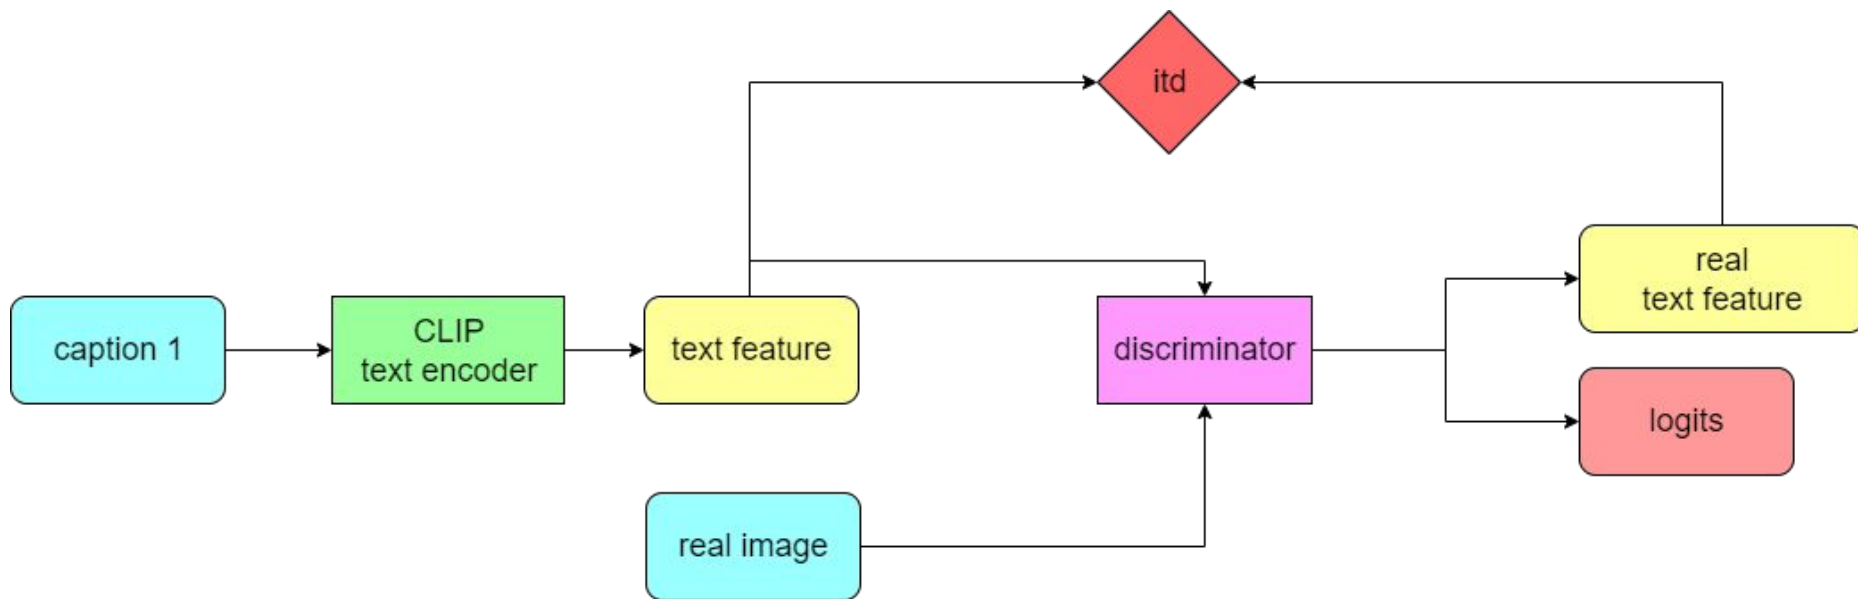 itd
real
text feature
caption 1
CLIP
text encoder
text feature
discriminator
logits
real image